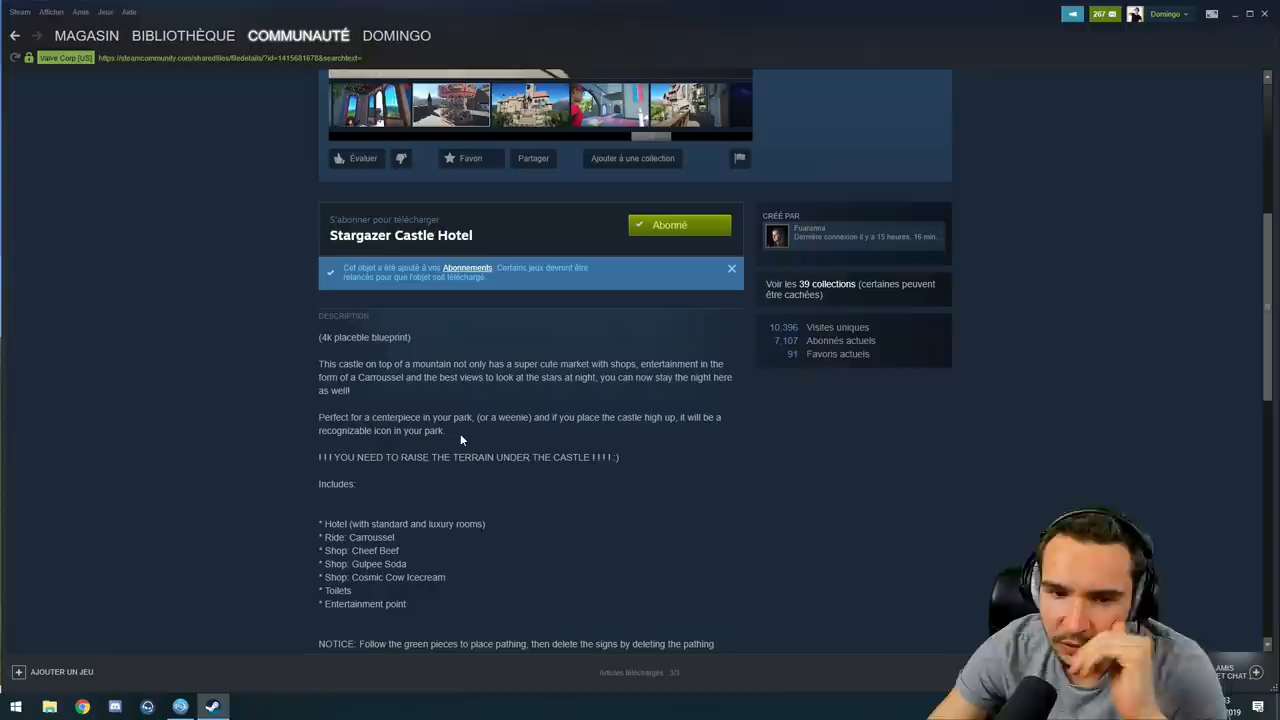 Steam Afficher Amis Jeux Aide
267 Domingo
MAGASIN BIBLIOTHÈQUE COMMUNAUTÉ DOMINGO
Valve Corp [US] https://steamcommunity.com/sharedfiles/filedetails/?id=1415681678&searchtext=
Évaluer Favori Partager Ajouter à une collection
S'abonner pour télécharger
Stargazer Castle Hotel
Abonné
Cet objet a été ajouté à vos Abonnements. Certains jeux devront être
relancés pour que l'objet soit téléchargé.
CRÉÉ PAR
Fuaranna
Dernière connexion il y a 15 heures, 16 min...
Voir les 39 collections (certaines peuvent
être cachées)
10,396 Visites uniques
7,107 Abonnés actuels
91 Favoris actuels
DESCRIPTION
(4k placeble blueprint)
This castle on top of a mountain not only has a super cute market with shops, entertainment in the
form of a Carroussel and the best views to look at the stars at night, you can now stay the night here
as well!
Perfect for a centerpiece in your park, (or a weenie) and if you place the castle high up, it will be a
recognizable icon in your park.
! ! ! YOU NEED TO RAISE THE TERRAIN UNDER THE CASTLE ! ! ! ! :)
Includes:
* Hotel (with standard and luxury rooms)
* Ride: Carroussel
* Shop: Cheef Beef
* Shop: Gulpee Soda
* Shop: Cosmic Cow Icecream
* Toilets
* Entertainment point
NOTICE: Follow the green pieces to place pathing, then delete the signs by deleting the pathing
AJOUTER UN JEU
Articles téléchargés 3/3
AMIS
ET CHAT
2019